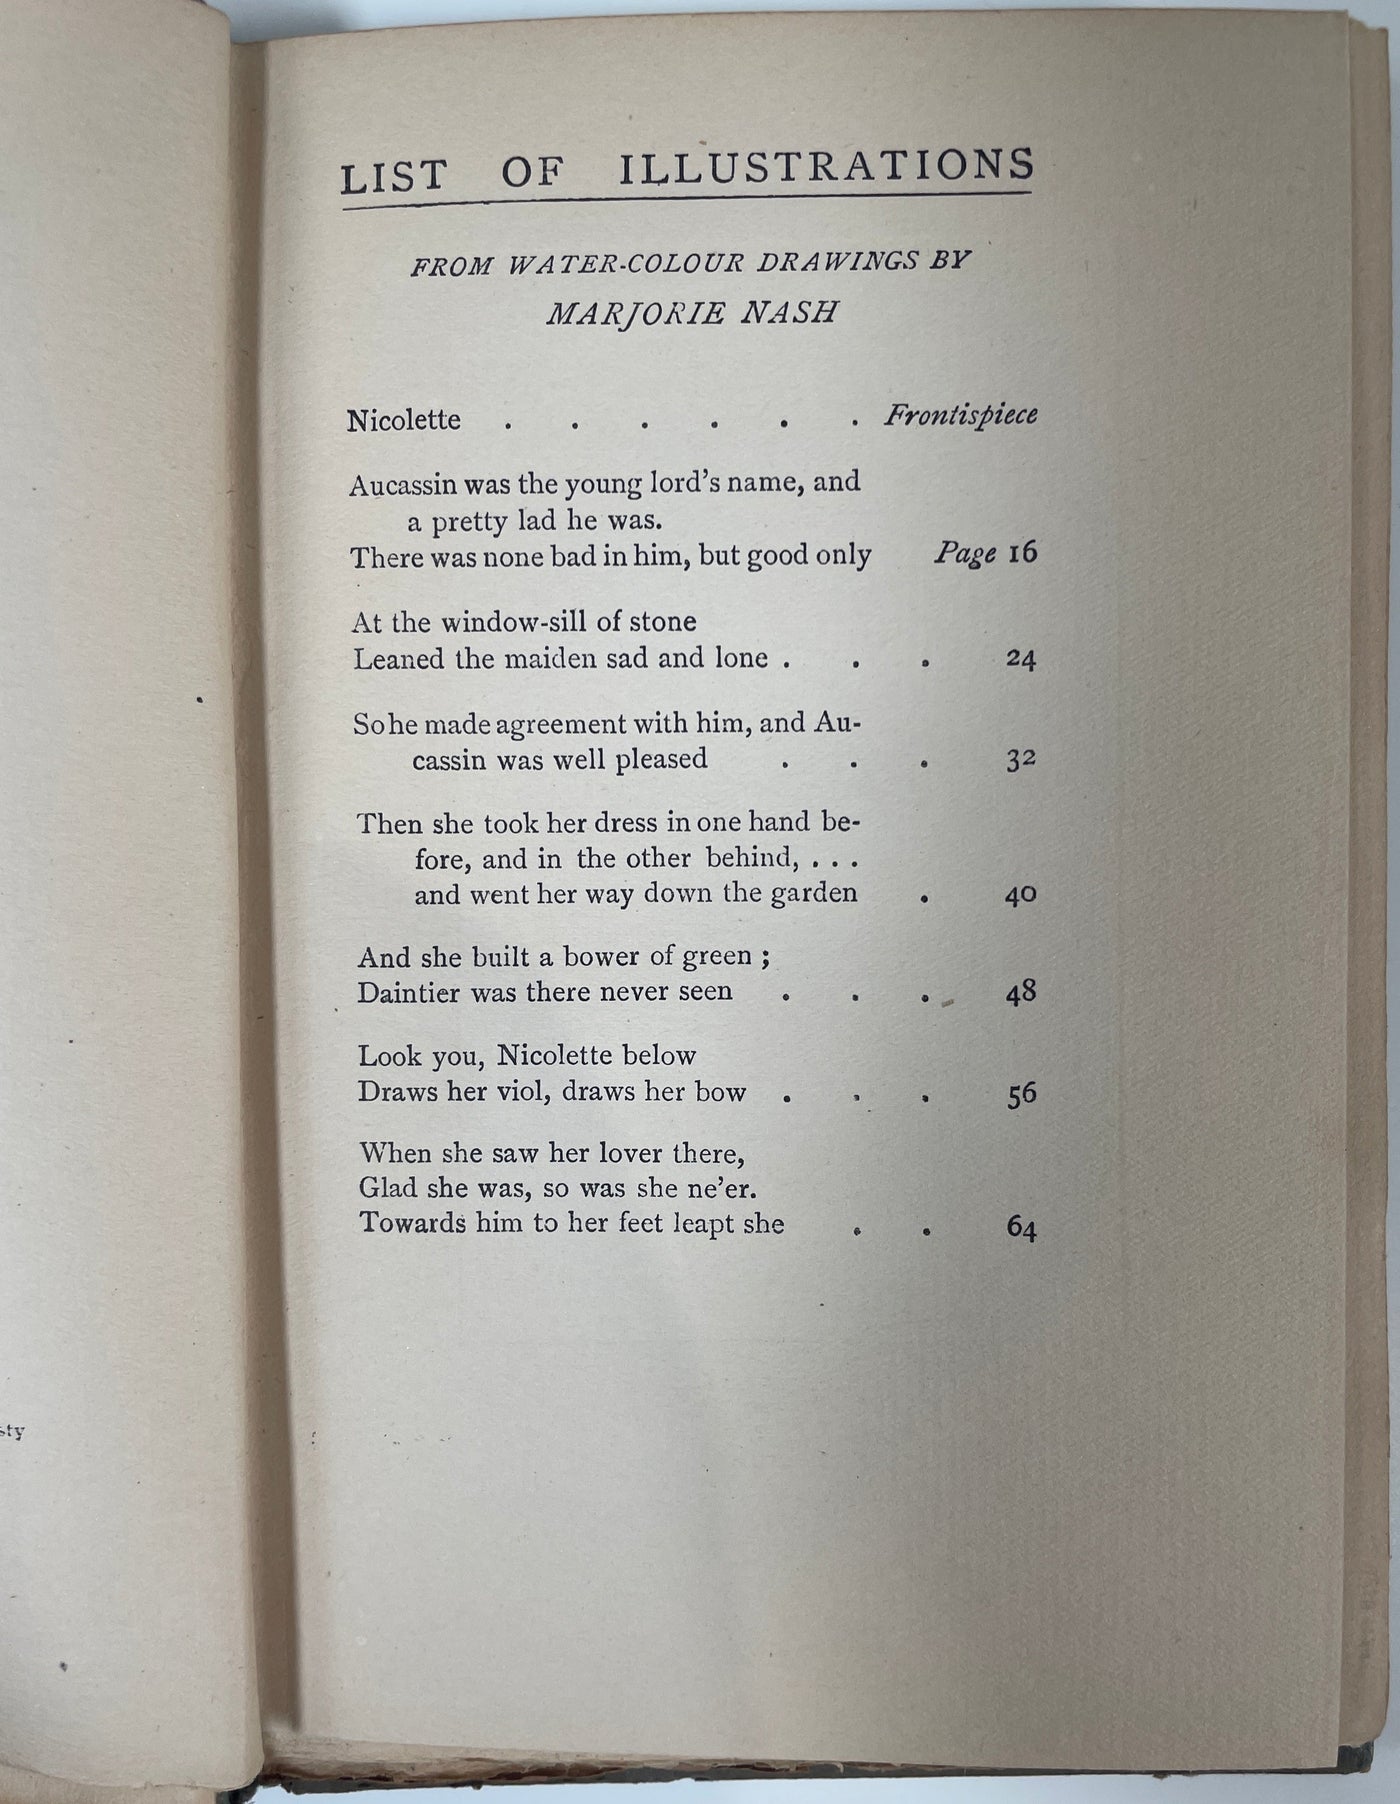 LIST OF ILLUSTRATIONS
FROM WATER-COLOUR DRAWINGS BY
MARJORIE NASH
Nicolette . . . . . . Frontispiece
Aucassin was the young lord's name, and
a pretty lad he was.
There was none bad in him, but good only Page 16
At the window-sill of stone
Leaned the maiden sad and lone . . . 24
So he made agreement with him, and Au-
cassin was well pleased . . . 32
Then she took her dress in one hand be-
fore, and in the other behind, . . .
and went her way down the garden . 40
And she built a bower of green ;
Daintier was there never seen . . . 48
Look you, Nicolette below
Draws her viol, draws her bow . . . 56
When she saw her lover there,
Glad she was, so was she ne'er.
Towards him to her feet leapt she . . 64